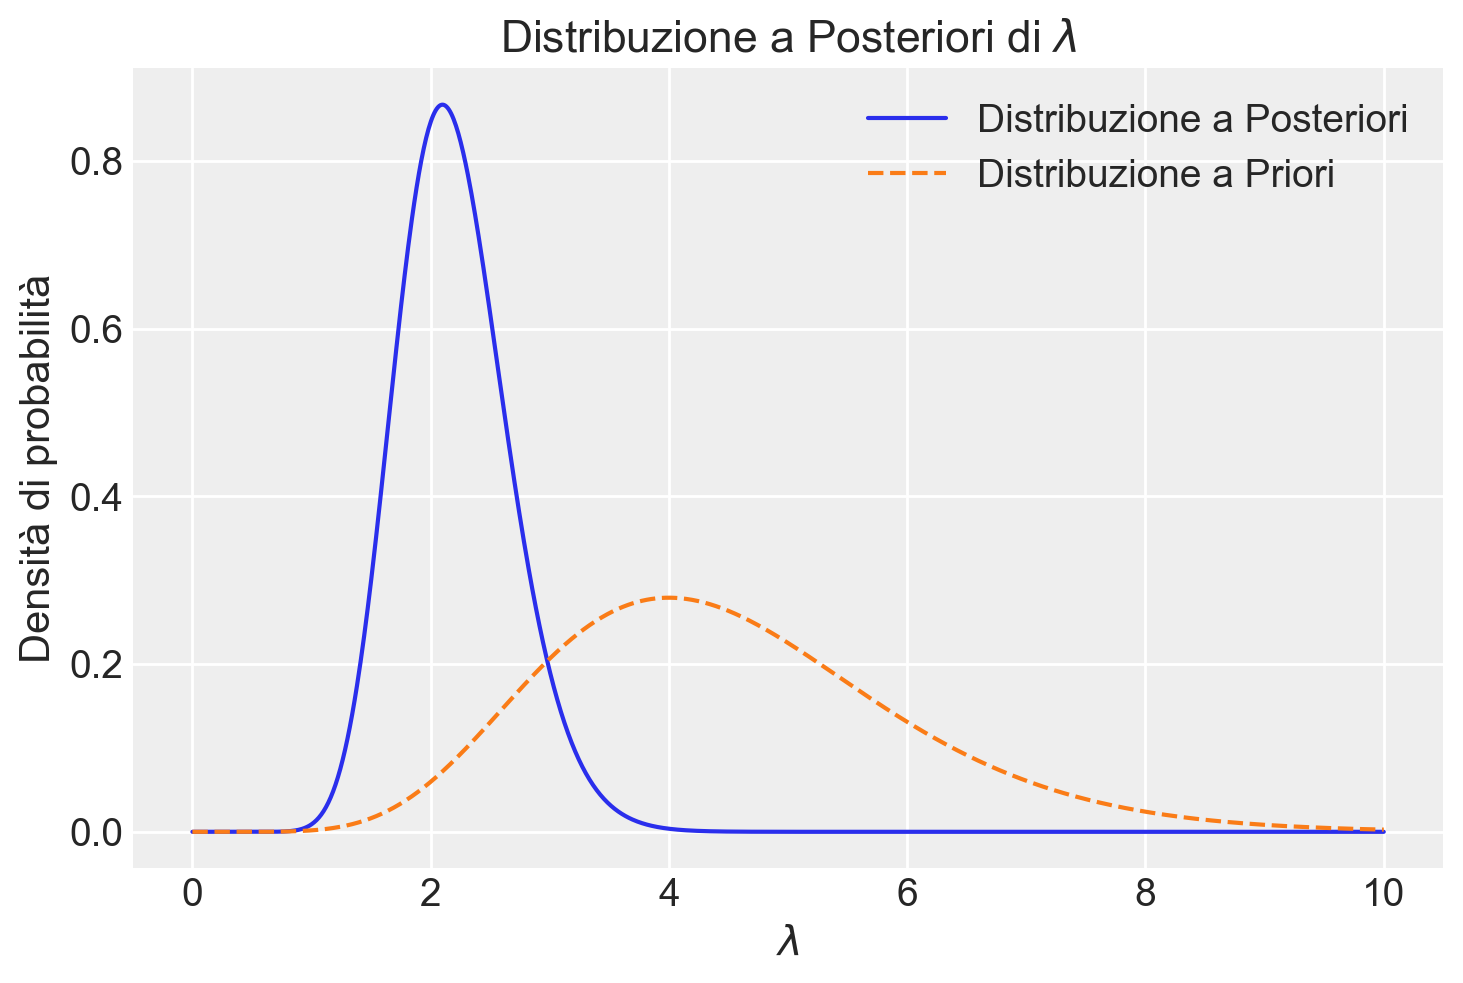 Distribuzione a Posteriori di λ
Distribuzione a Posteriori
Distribuzione a Priori
Densità di probabilità
0.8
0.6
0.4
0.2
0.0
0 2 4 6 8 10
λ